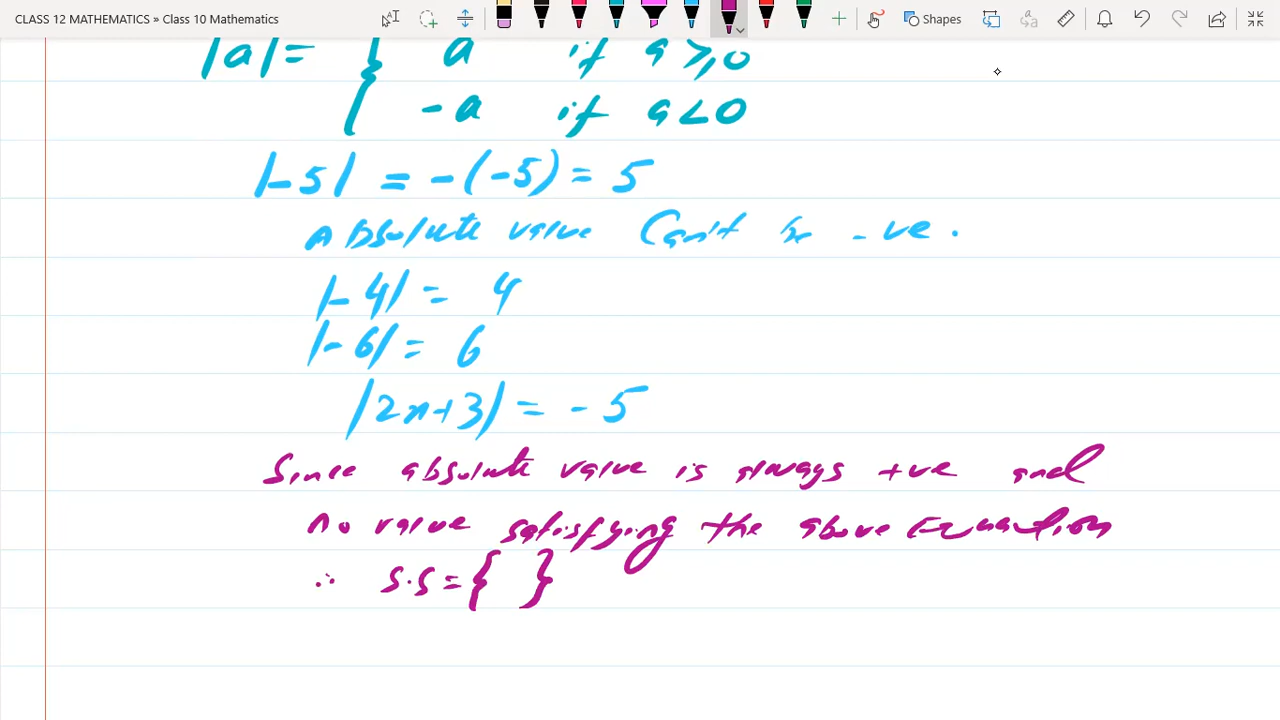 CLASS 12 MATHEMATICS » Class 10 Mathematics
Shapes
|a| = { a if a ≥ 0
-a if a < 0
|-5| = -(-5) = 5
Absolute value Can't be -ve.
|-4| = 4
|-6| = 6
|2x+3| = -5
Since absolute value is always +ve and
no value satisfying the above Equation
∴ S.S = { }